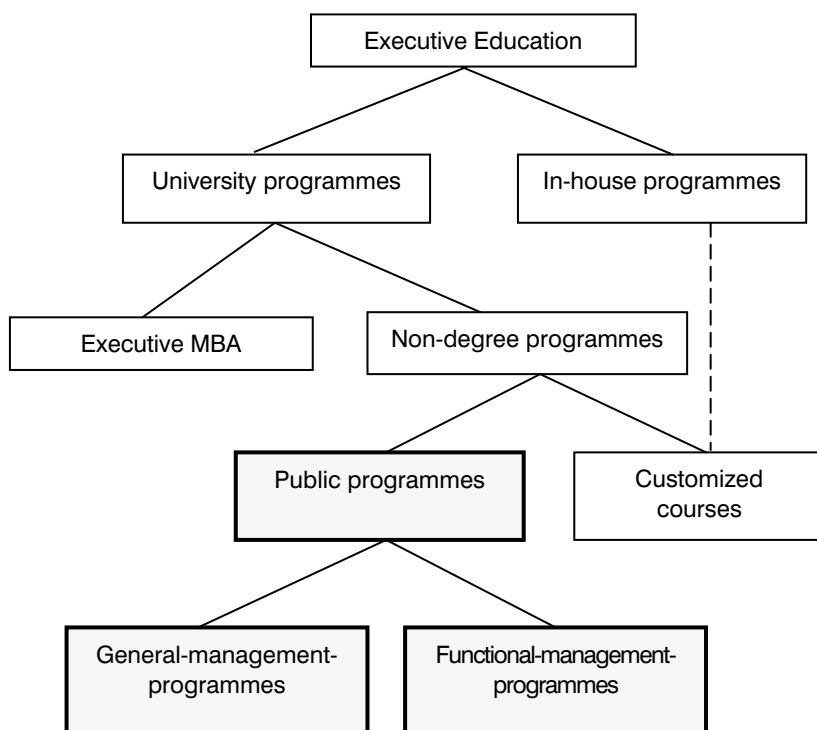 Executive Education
University programmes
In-house programmes
Executive MBA
Non-degree programmes
Public programmes
Customized
courses
General-management-
programmes
Functional-management-
programmes